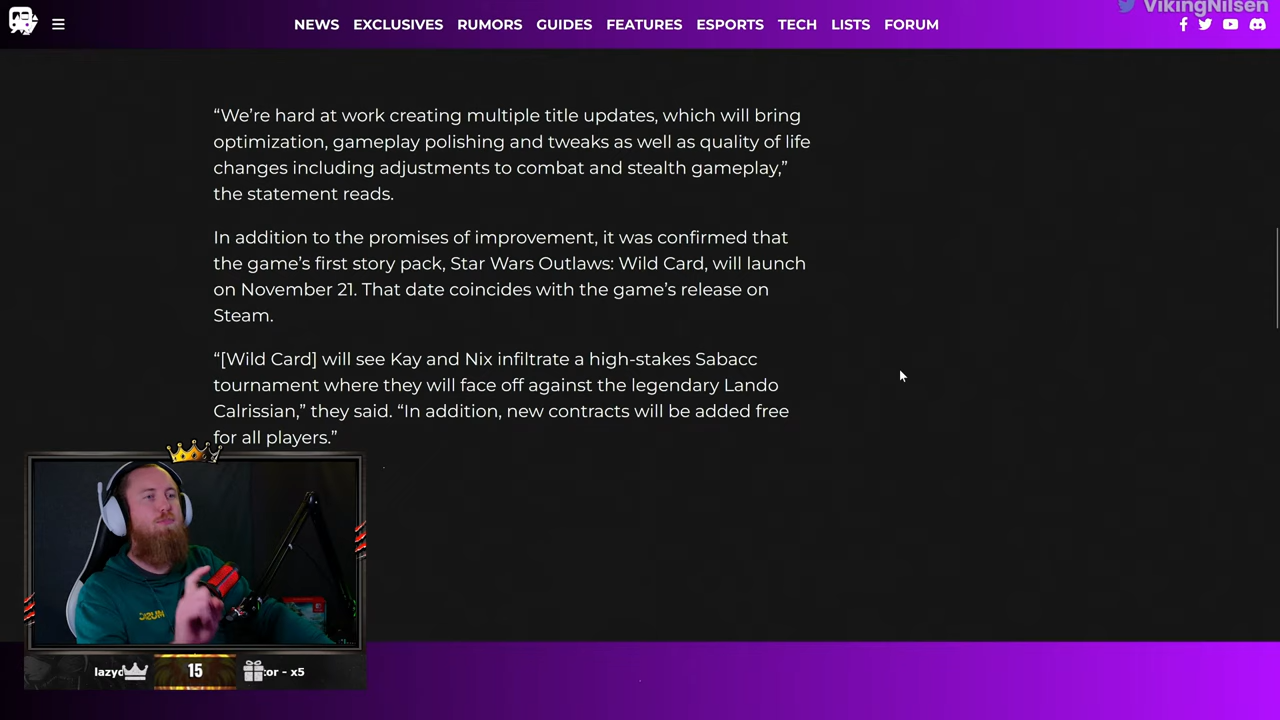 VikingNilsen
NEWS EXCLUSIVES RUMORS GUIDES FEATURES ESPORTS TECH LISTS FORUM
“We’re hard at work creating multiple title updates, which will bring
optimization, gameplay polishing and tweaks as well as quality of life
changes including adjustments to combat and stealth gameplay,”
the statement reads.
In addition to the promises of improvement, it was confirmed that
the game’s first story pack, Star Wars Outlaws: Wild Card, will launch
on November 21. That date coincides with the game’s release on
Steam.
“[Wild Card] will see Kay and Nix infiltrate a high-stakes Sabacc
tournament where they will face off against the legendary Lando
Calrissian,” they said. “In addition, new contracts will be added free
for all players.”
15
x5